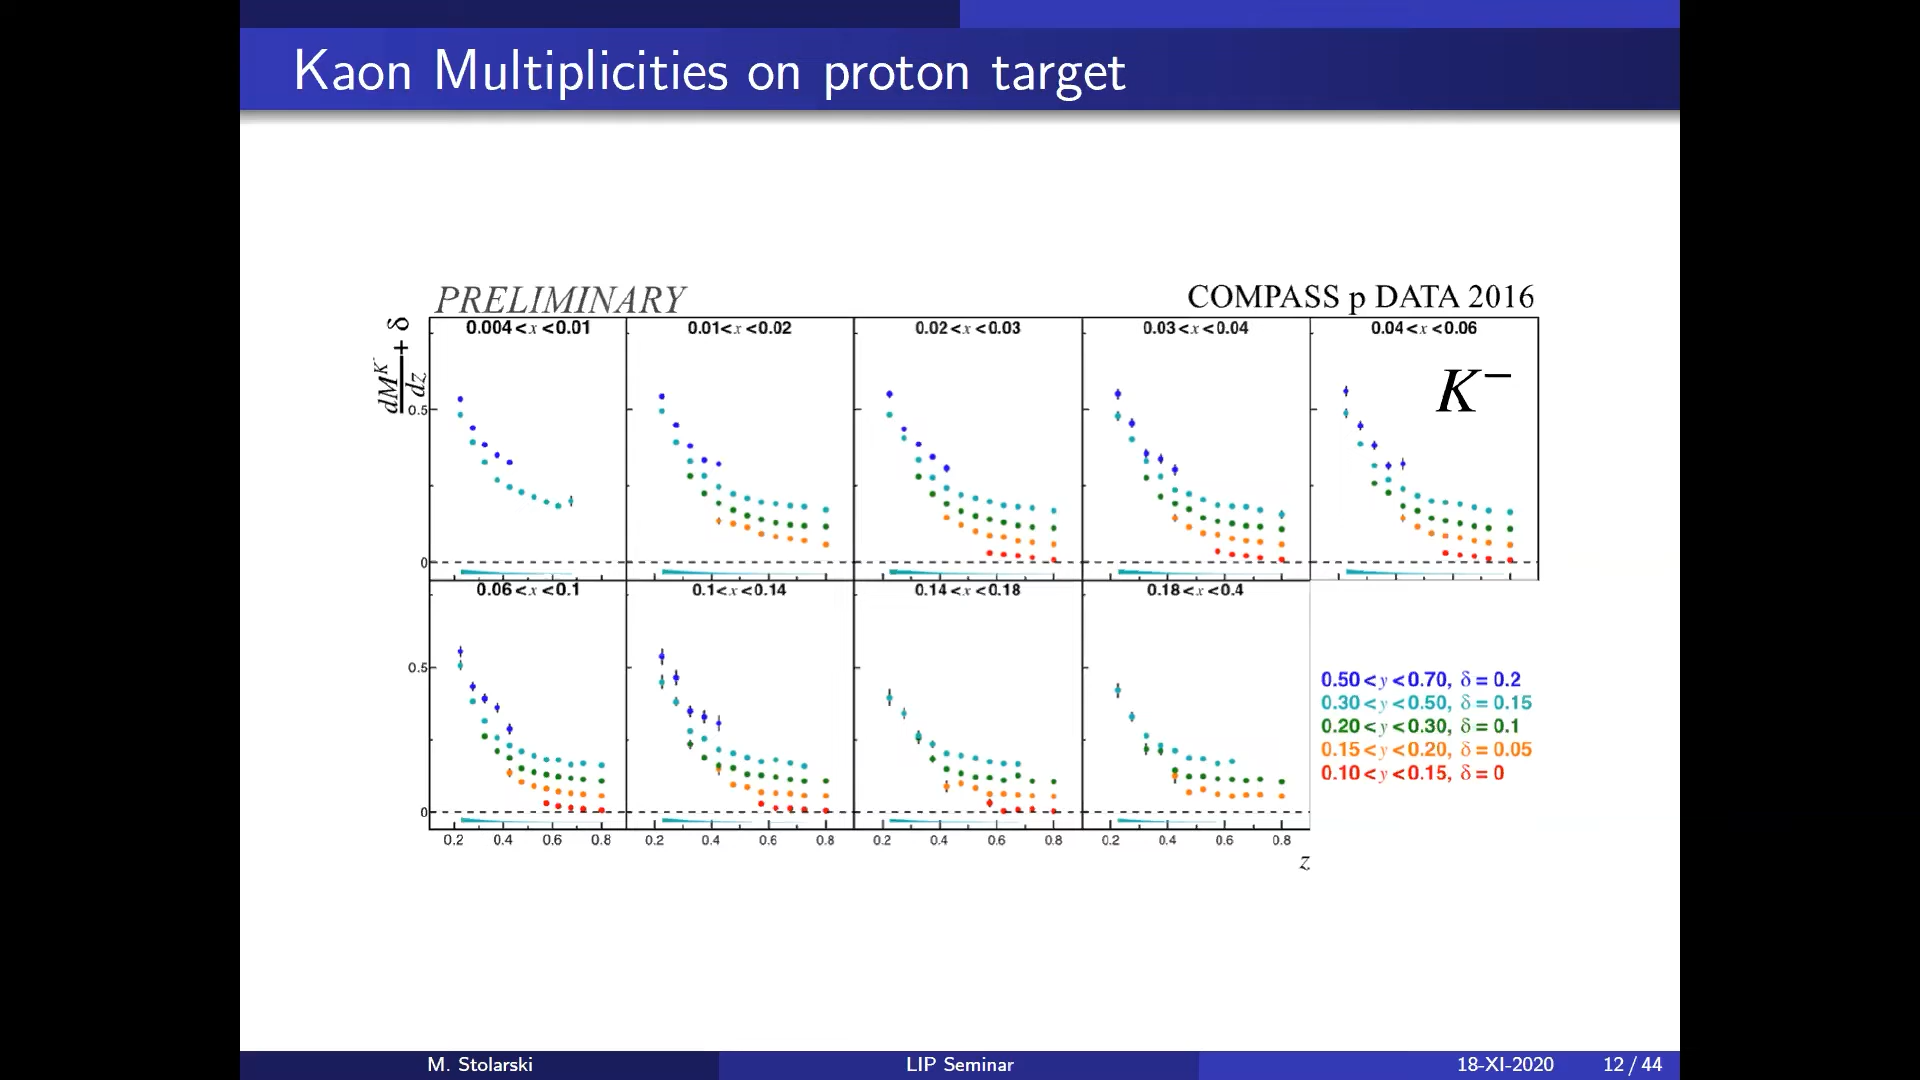 Kaon Multiplicities on proton target
PRELIMINARY
COMPASS p DATA 2016
dM^K/dz + δ
0.004<x<0.01
0.01<x<0.02
0.02<x<0.03
0.03<x<0.04
0.04<x<0.06
K−
0.5
0
0.06<x<0.1
0.1<x<0.14
0.14<x<0.18
0.18<x<0.4
0.5
0
0.50<y<0.70, δ = 0.2
0.30<y<0.50, δ = 0.15
0.20<y<0.30, δ = 0.1
0.15<y<0.20, δ = 0.05
0.10<y<0.15, δ = 0
0.2 0.4 0.6 0.8 0.2 0.4 0.6 0.8 0.2 0.4 0.6 0.8 0.2 0.4 0.6 0.8
z
M. Stolarski LIP Seminar 18-XI-2020 12 / 44